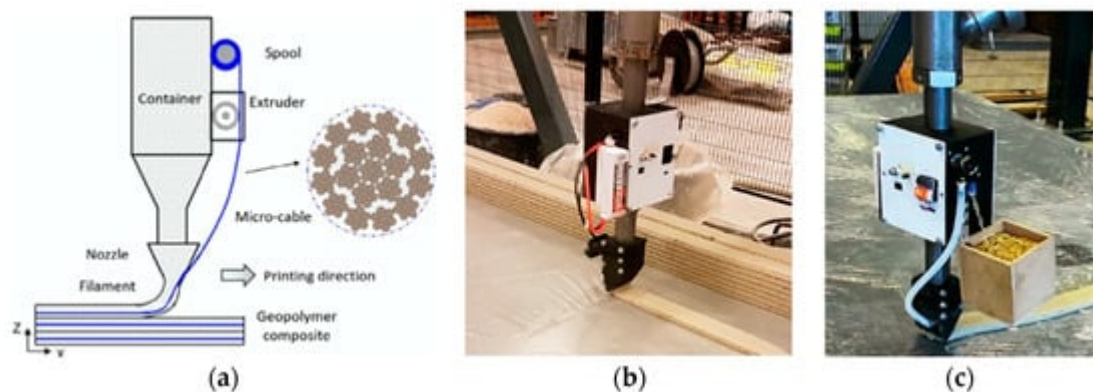 Spool
Container
Extruder
Micro-cable
Nozzle
Printing direction
Filament
Geopolymer
composite
Z
Y
(a)
(b)
(c)